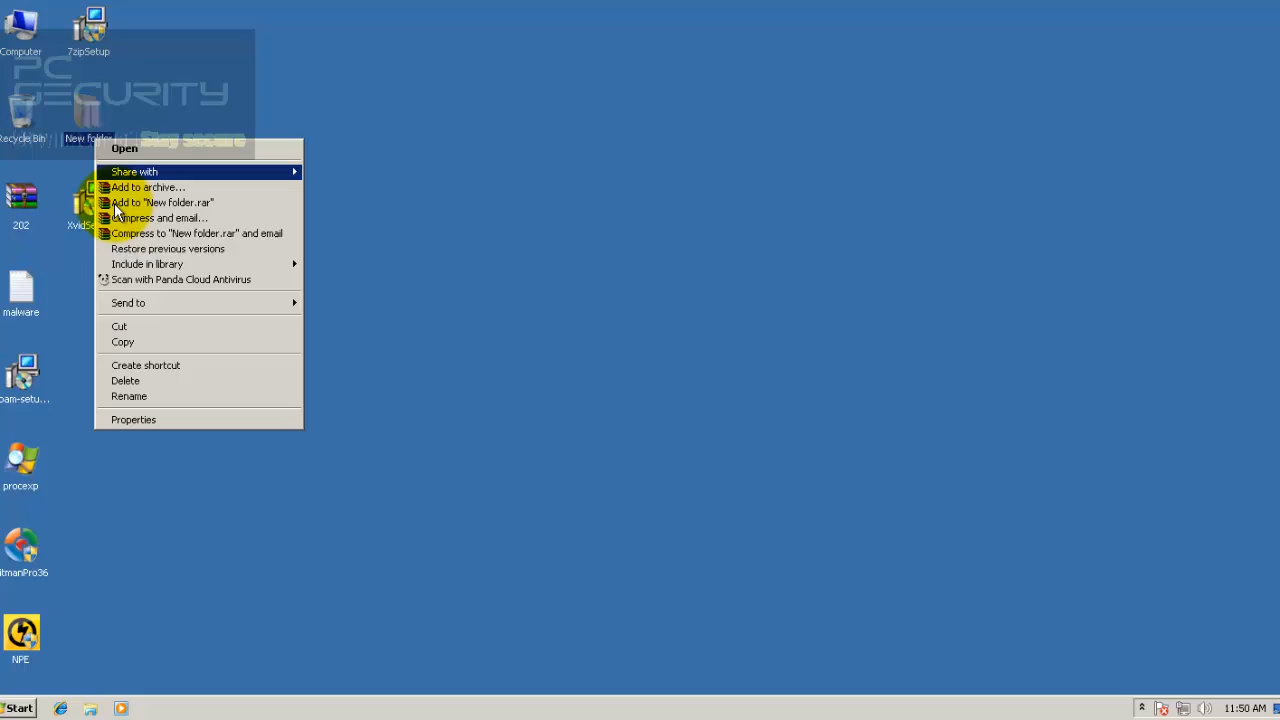 Computer
7zipSetup
PC
SECURITY
Stay secure
Recycle Bin
New folder
Open
Share with
Add to archive...
Add to "New folder.rar"
Compress and email...
Compress to "New folder.rar" and email
Restore previous versions
Include in library
Scan with Panda Cloud Antivirus
Send to
Cut
Copy
Create shortcut
Delete
Rename
Properties
202
XvidSe
malware
bam-setu...
procexp
itmanPro36
NPE
Start
11:50 AM